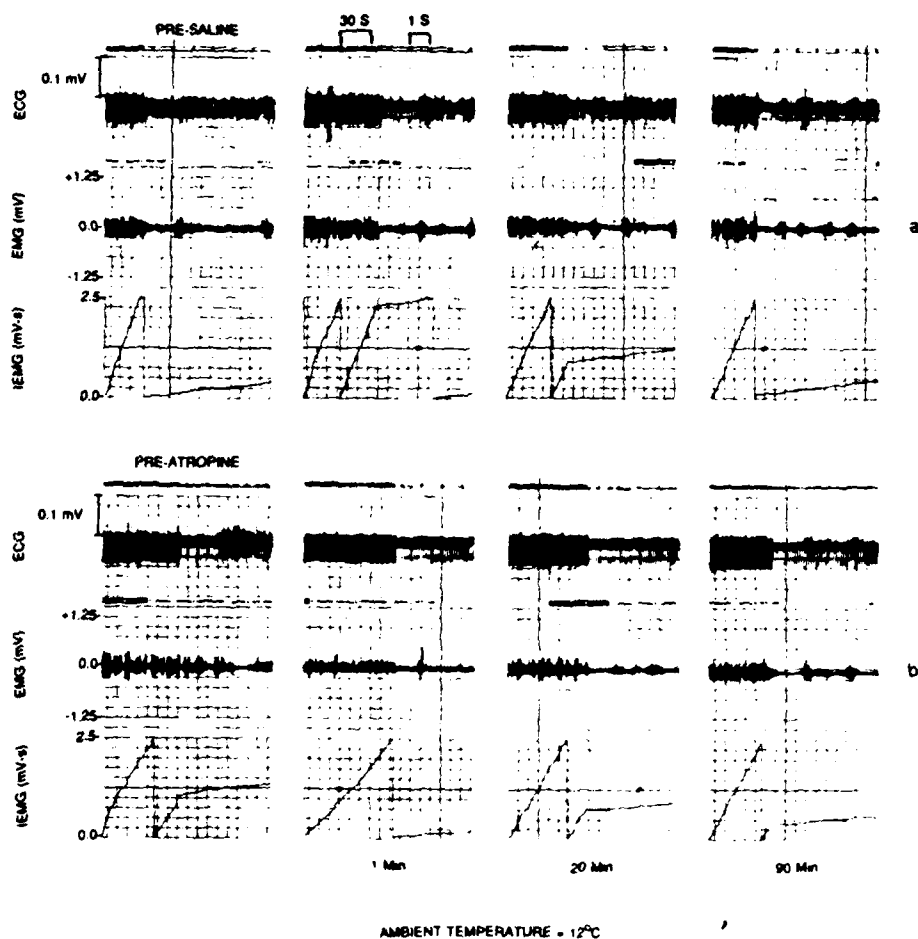 PRE-SALINE
30 S
1 S
0.1 mV
ECG
+1.25
EMG (mV)
0.0
a
-1.25
2.5
IEMG (mV·s)
0.0
PRE-ATROPINE
0.1 mV
ECG
+1.25
EMG (mV)
0.0
b
-1.25
2.5
IEMG (mV·s)
0.0
1 Min
20 Min
90 Min
AMBIENT TEMPERATURE = 12°C